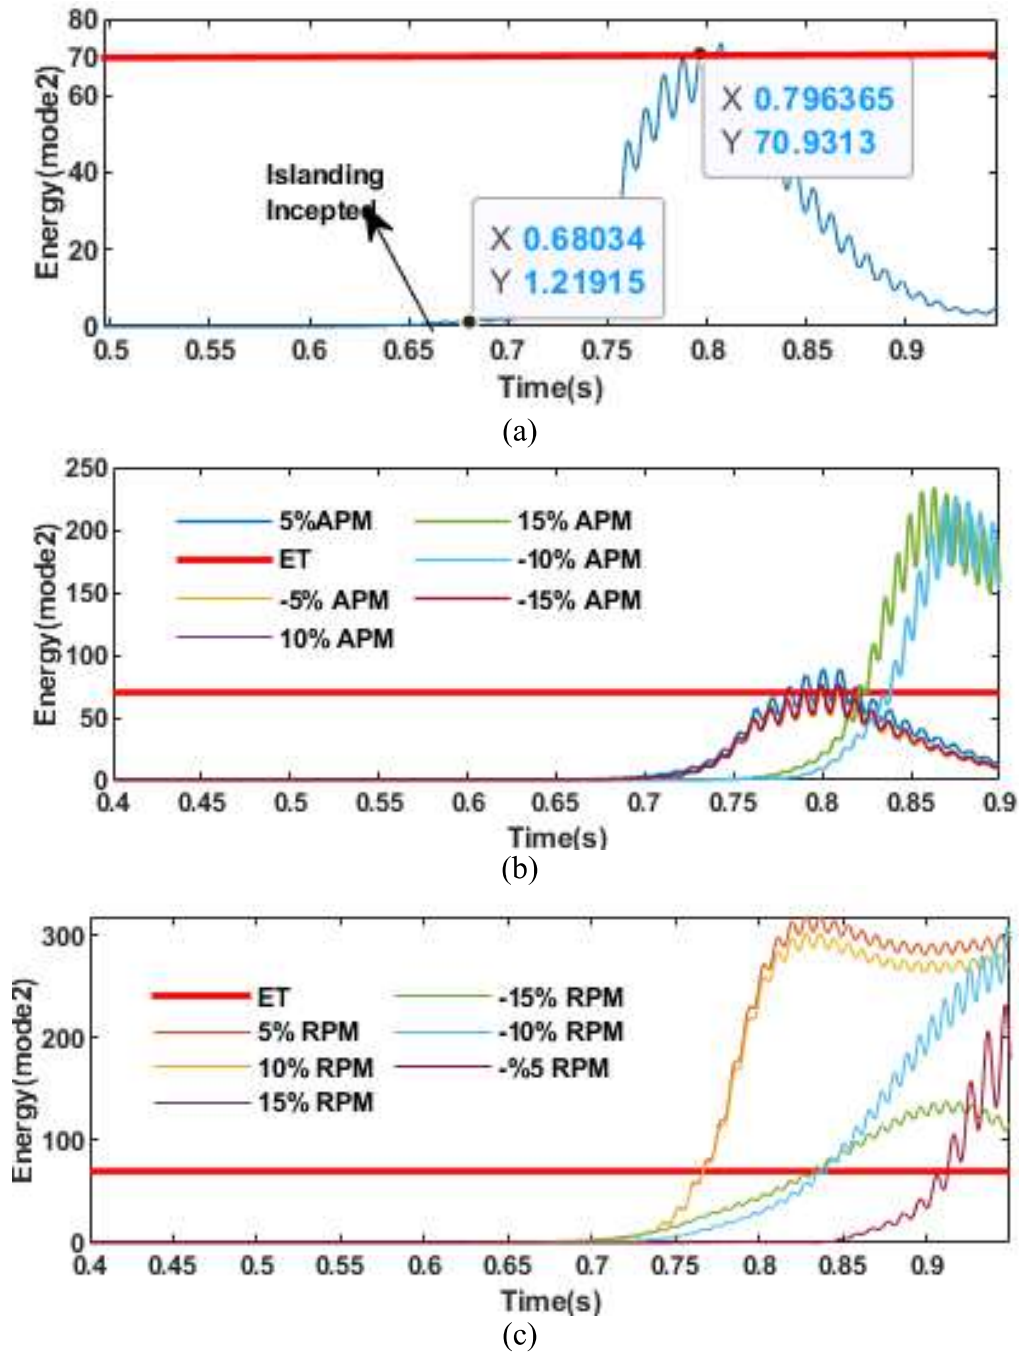 80
70
60
40
20
0
Energy(mode2)
Islanding
Incepted
X 0.796365
Y 70.9313
X 0.68034
Y 1.21915
0.5 0.55 0.6 0.65 0.7 0.75 0.8 0.85 0.9
Time(s)
(a)
250
200
150
100
50
0
Energy(mode2)
5%APM 15% APM
ET -10% APM
-5% APM -15% APM
10% APM
0.4 0.45 0.5 0.55 0.6 0.65 0.7 0.75 0.8 0.85 0.9
Time(s)
(b)
300
200
100
0
Energy(mode2)
ET -15% RPM
5% RPM -10% RPM
10% RPM -%5 RPM
15% RPM
0.4 0.45 0.5 0.55 0.6 0.65 0.7 0.75 0.8 0.85 0.9
Time(s)
(c)